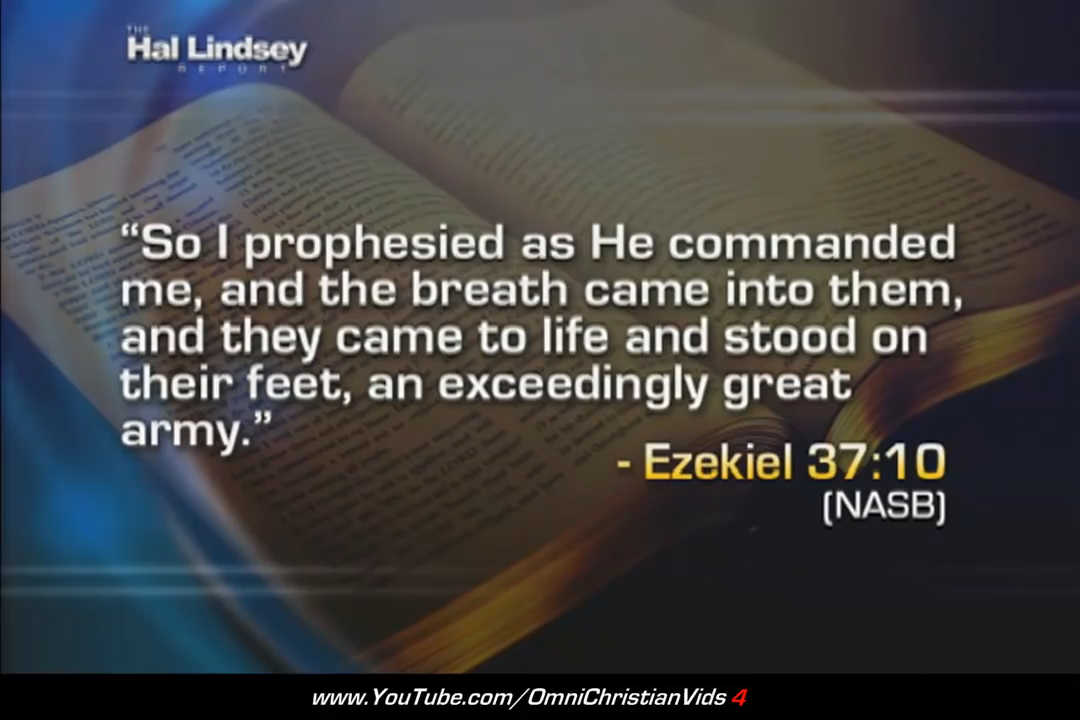 THE
Hal Lindsey
REPORT
“So I prophesied as He commanded
me, and the breath came into them,
and they came to life and stood on
their feet, an exceedingly great
army.”
- Ezekiel 37:10
(NASB)
www.YouTube.com/OmniChristianVids 4